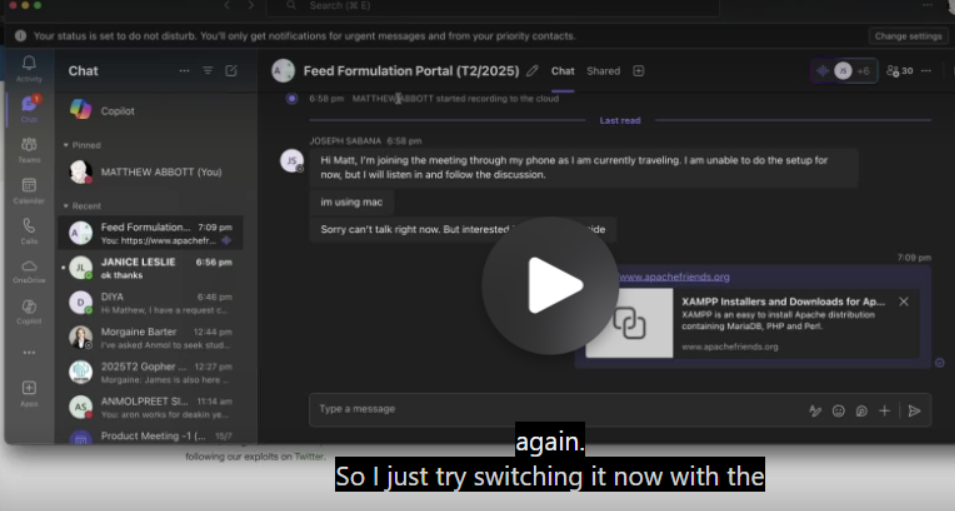 Search (⌘ E)
Your status is set to do not disturb. You'll only get notifications for urgent messages and from your priority contacts.
Change settings
Activity
Chat
Teams
Calendar
Calls
OneDrive
Copilot
Apps
1
Chat
Copilot
Pinned
MATTHEW ABBOTT (You)
Recent
Feed Formulation... 7:09 pm
You: https://www.apachefr...
JL
JANICE LESLIE 6:56 pm
ok thanks
D
DIYA 6:46 pm
Hi Mathew, I have a request c...
Morgaine Barter 12:44 pm
I've asked Anmol to seek stud...
2025T2 Gopher ... 12:27 pm
Morgaine: James is also here ...
AS
ANMOLPREET SI... 11:14 am
You: aron works for deakin ye...
Product Meeting -1 (... 15/7
Feed Formulation Portal (T2/2025)
Chat
Shared
JS
+6
30
6:58 pm MATTHEW ABBOTT started recording to the cloud
Last read
JOSEPH SABANA 6:58 pm
JS
Hi Matt, I'm joining the meeting through my phone as I am currently traveling. I am unable to do the setup for
now, but I will listen in and follow the discussion.
im using mac
Sorry can't talk right now. But interested
7:09 pm
www.apachefriends.org
XAMPP Installers and Downloads for Ap...
XAMPP is an easy to install Apache distribution
containing MariaDB, PHP and Perl.
www.apachefriends.org
Type a message
following our exploits on Twitter.
again.
So I just try switching it now with the